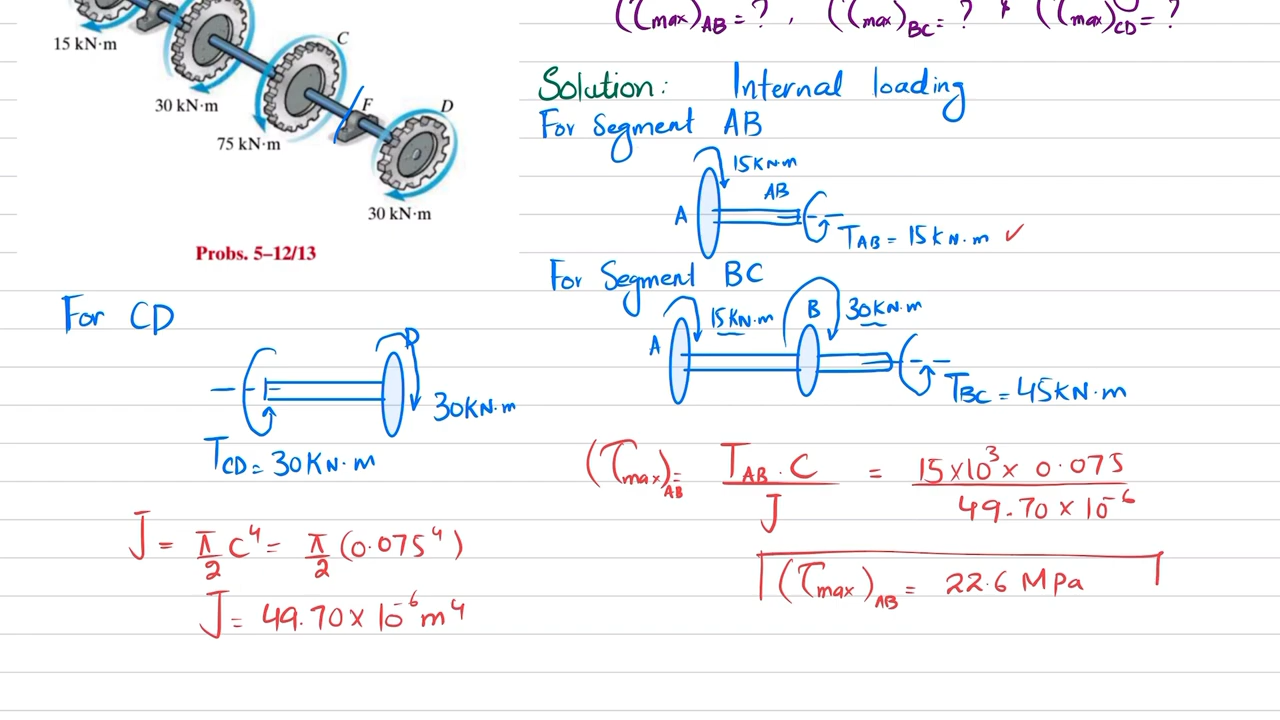 (τmax)AB = ? , (τmax)BC = ? & (τmax)CD = ?
15 kN·m
C
30 kN·m
F
D
75 kN·m
30 kN·m
Probs. 5–12/13
Solution: Internal loading
For Segment AB
15KN·m
AB
A
TAB = 15KN·m ✓
For Segment BC
A
15KN·m
B
30KN·m
TBC = 45KN·m
For CD
D
30KN·m
TCD = 30KN·m
J = π/2 C⁴ = π/2 (0.075⁴)
J = 49.70 × 10⁻⁶ m⁴
(τmax)AB = TAB · C / J = 15×10³ × 0.075 / 49.70 × 10⁻⁶
(τmax)AB = 22.6 MPa